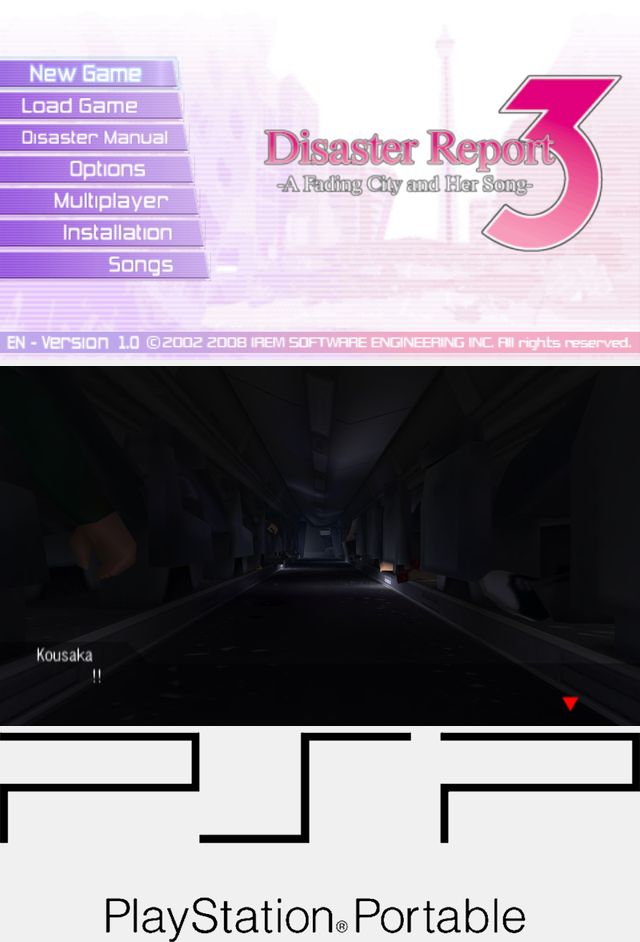 New Game
Load Game
Disaster Manual
Options
Multiplayer
Installation
Songs
Disaster Report 3
-A Fading City and Her Song-
EN - Version 1.0 ©2002 2008 IREM SOFTWARE ENGINEERING INC. All rights reserved.
Kousaka
!!
PSP
PlayStation®Portable